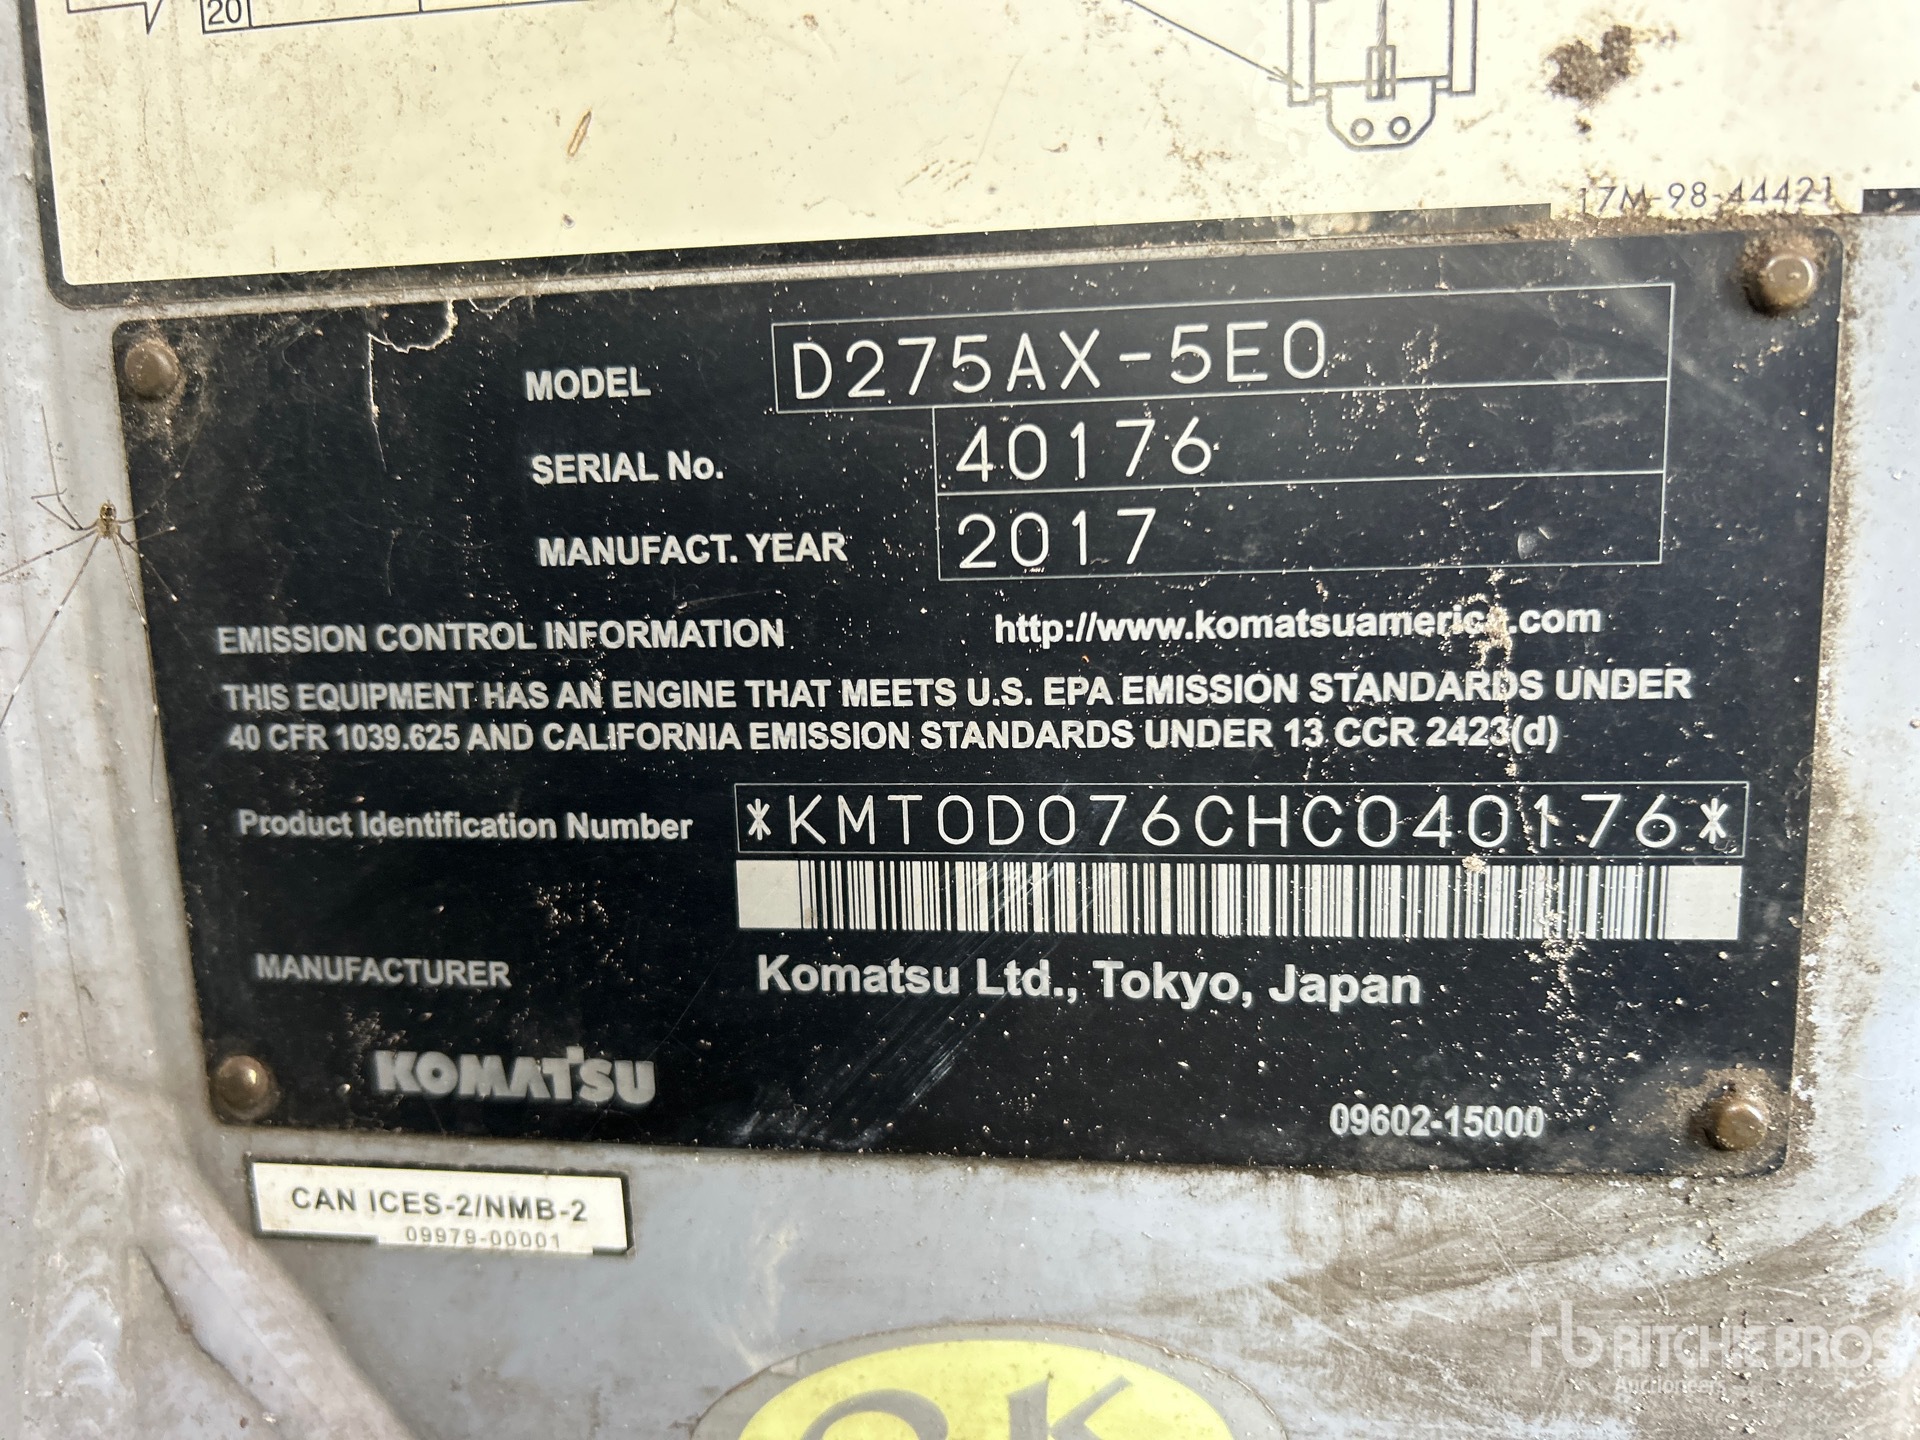 20
17M-98-44421
MODEL D275AX-5E0
SERIAL No. 40176
MANUFACT. YEAR 2017
EMISSION CONTROL INFORMATION http://www.komatsuamerica.com
THIS EQUIPMENT HAS AN ENGINE THAT MEETS U.S. EPA EMISSION STANDARDS UNDER
40 CFR 1039.625 AND CALIFORNIA EMISSION STANDARDS UNDER 13 CCR 2423(d)
Product Identification Number *KMT0D076CHC040176*
MANUFACTURER Komatsu Ltd., Tokyo, Japan
KOMATSU
09602-15000
CAN ICES-2/NMB-2
09979-00001
rb RITCHIE BROS
Auctioneers
OK